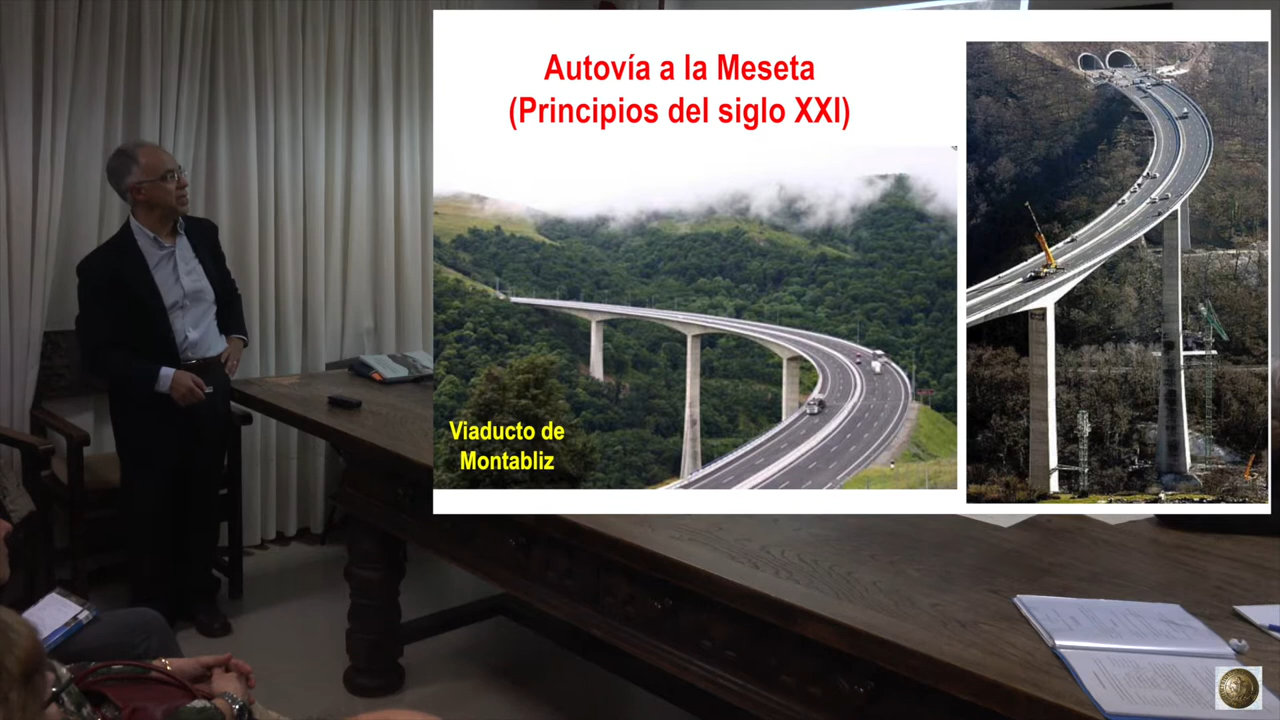 Autovía a la Meseta
(Principios del siglo XXI)
Viaducto de
Montabliz